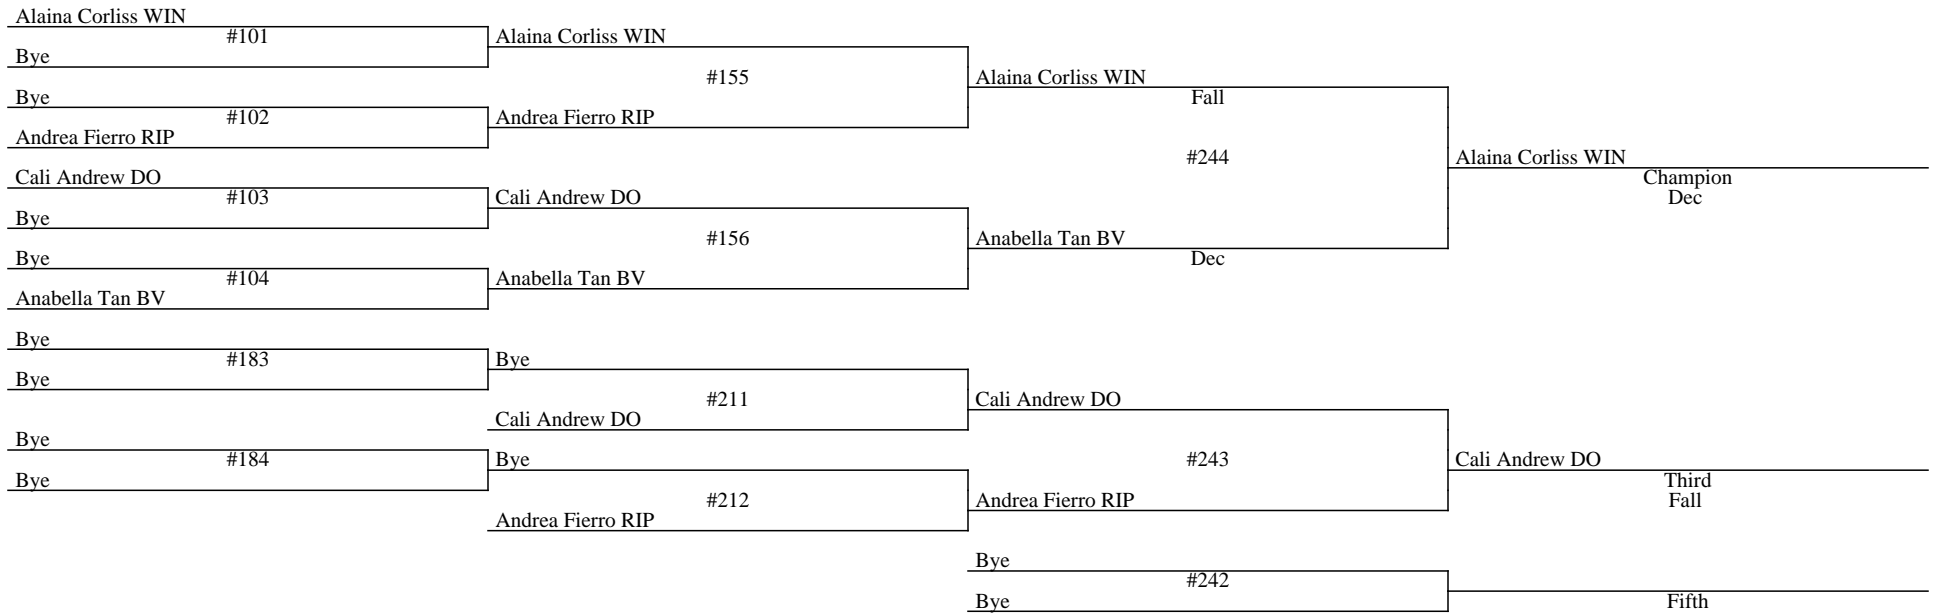 Alaina Corliss WIN
#101
Bye
Bye
#102
Andrea Fierro RIP
Cali Andrew DO
#103
Bye
Bye
#104
Anabella Tan BV
Bye
#183
Bye
Bye
#184
Bye
Alaina Corliss WIN
#155
Andrea Fierro RIP
Cali Andrew DO
#156
Anabella Tan BV
Bye
#211
Cali Andrew DO
Bye
#212
Andrea Fierro RIP
Alaina Corliss WIN
Fall
#244
Anabella Tan BV
Dec
Cali Andrew DO
#243
Andrea Fierro RIP
Bye
#242
Bye
Alaina Corliss WIN
Champion
Dec
Cali Andrew DO
Third
Fall
Fifth